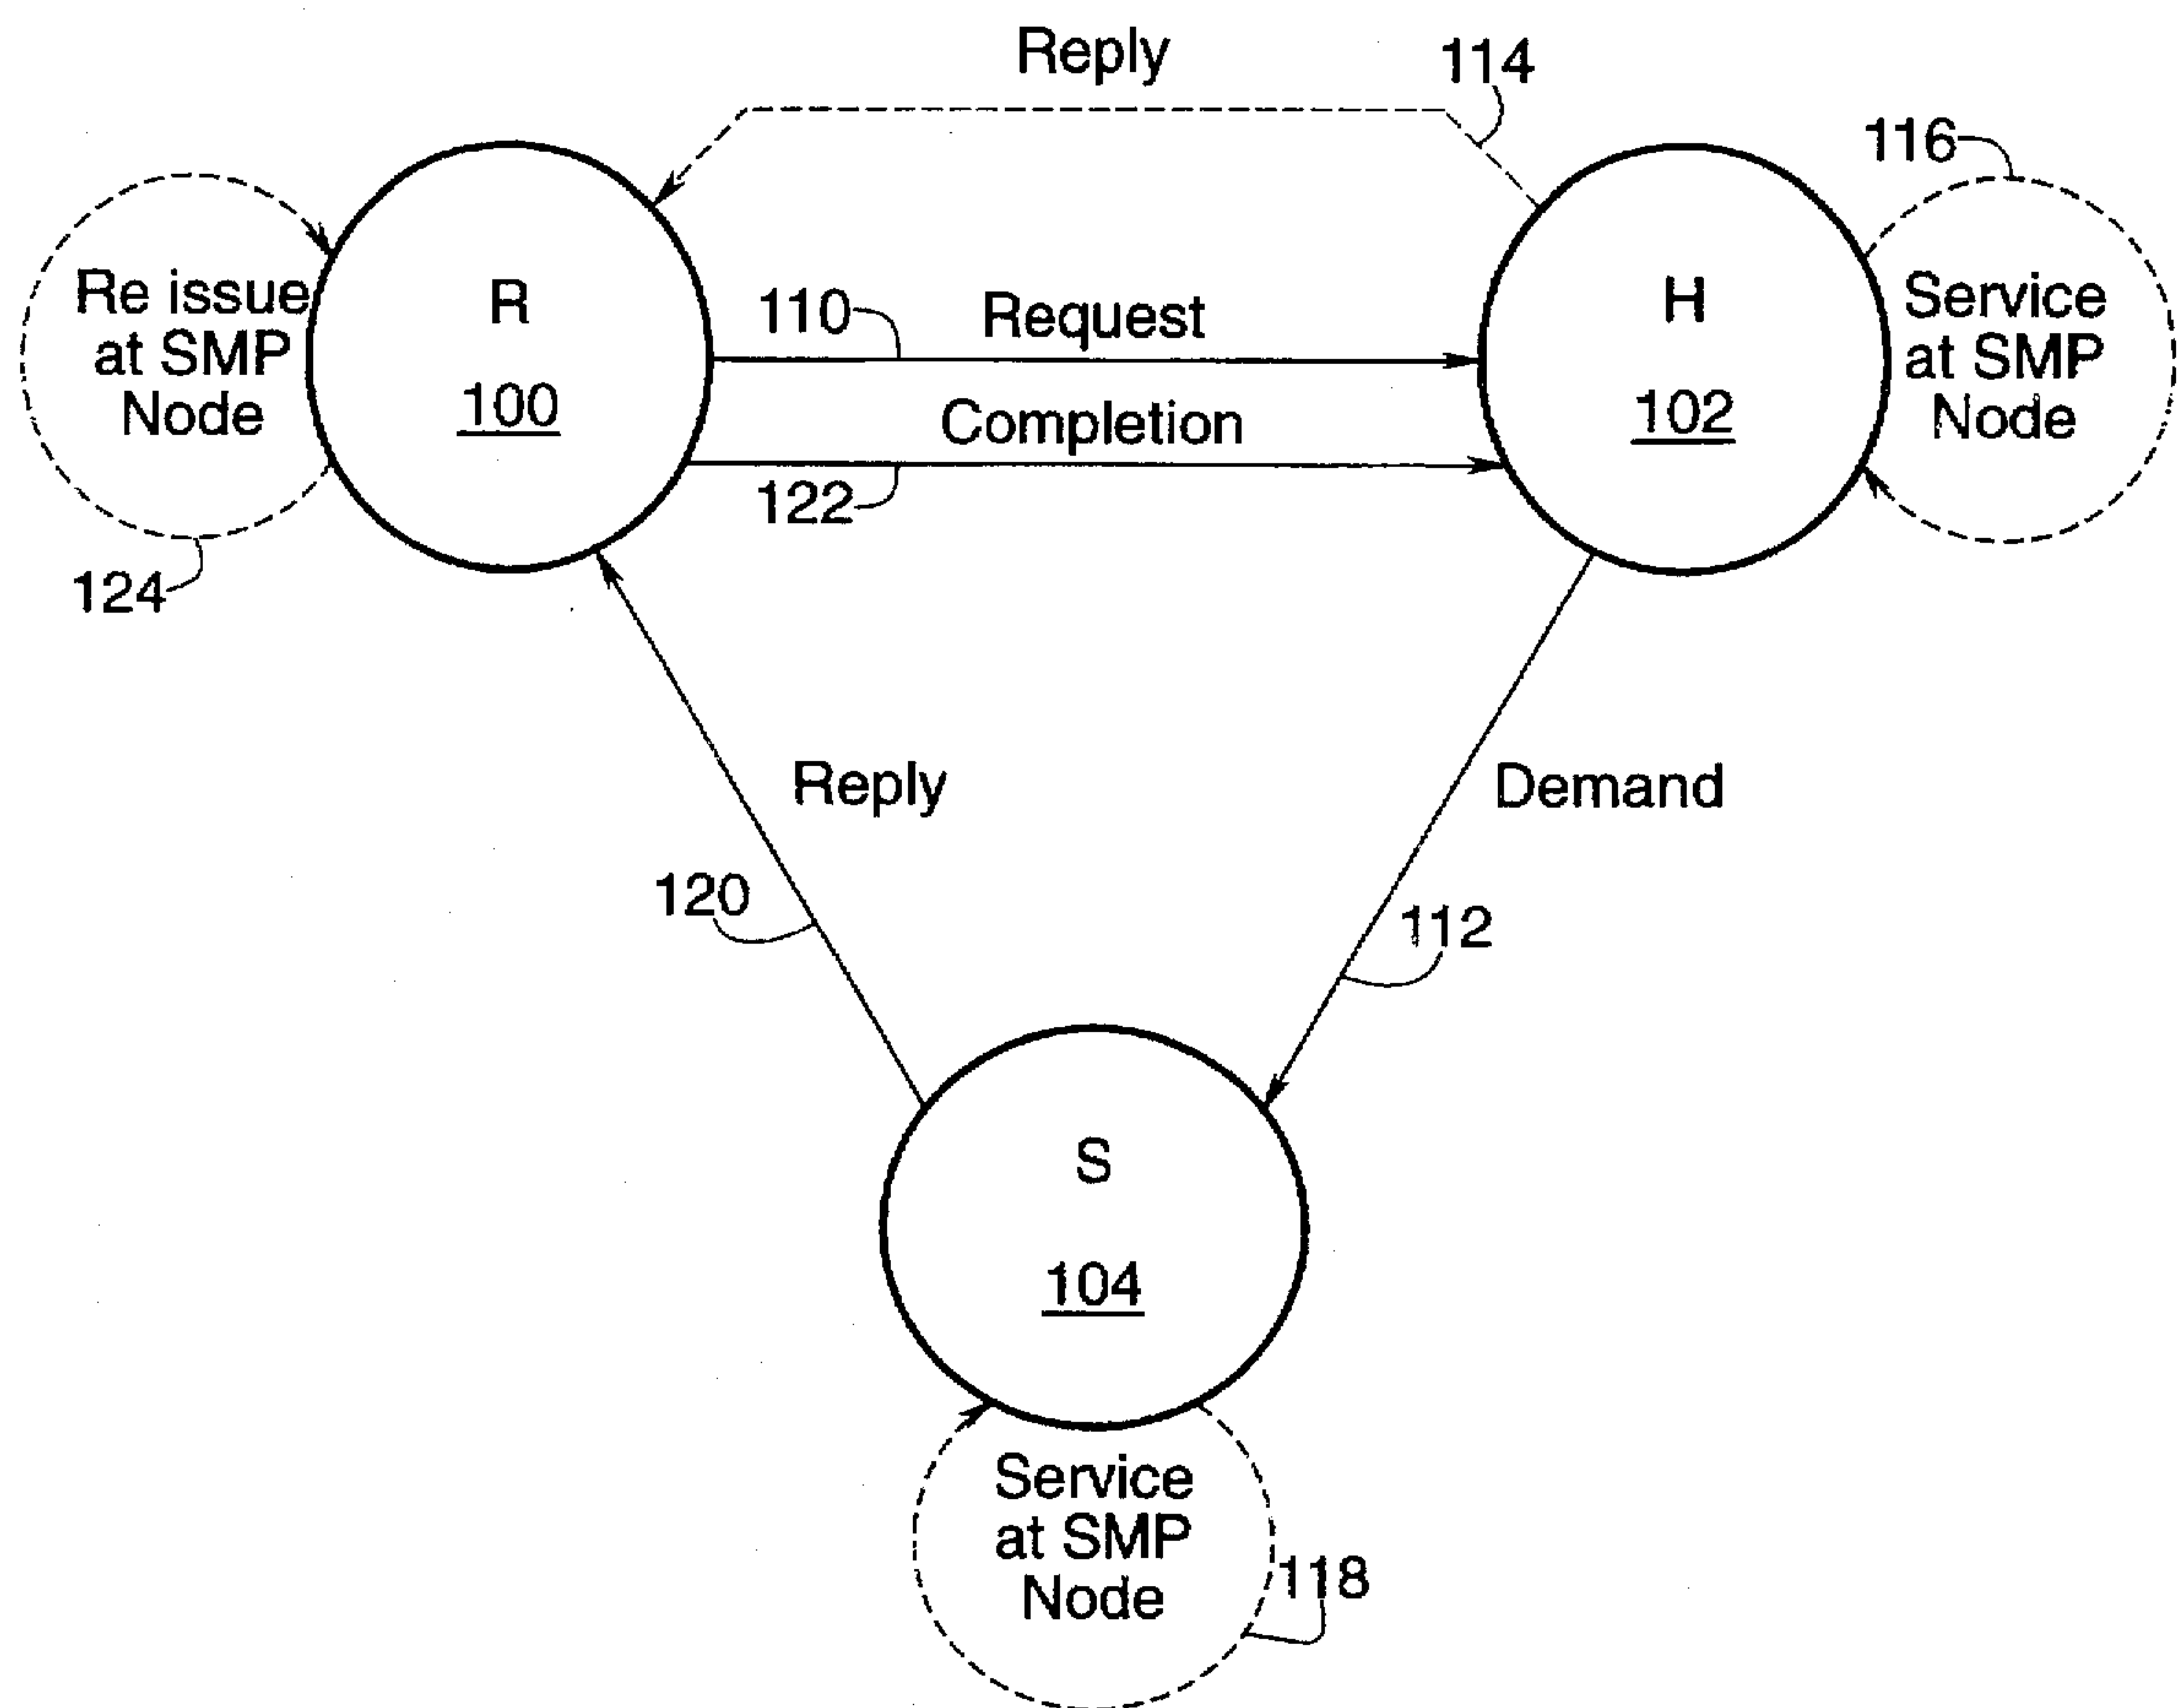 Reply
114
116
Re issue
at SMP
Node
R
100
110
Request
Completion
122
H
102
Service
at SMP
Node
124
Reply
Demand
120
112
S
104
Service
at SMP
Node
118